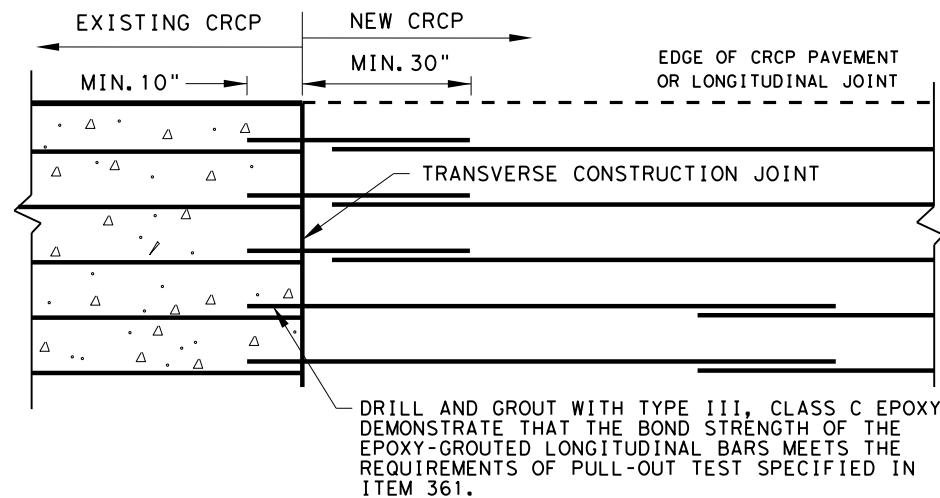 EXISTING CRCP
NEW CRCP
MIN. 10"
MIN. 30"
EDGE OF CRCP PAVEMENT
OR LONGITUDINAL JOINT
TRANSVERSE CONSTRUCTION JOINT
DRILL AND GROUT WITH TYPE III, CLASS C EPOXY
DEMONSTRATE THAT THE BOND STRENGTH OF THE
EPOXY-GROUTED LONGITUDINAL BARS MEETS THE
REQUIREMENTS OF PULL-OUT TEST SPECIFIED IN
ITEM 361.